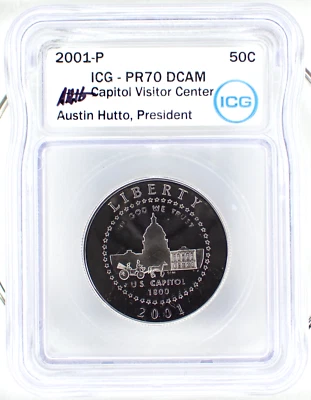 2001-P 50C
ICG - PR70 DCAM
Capitol Visitor Center
ICG
Austin Hutto, President
LIBERTY
IN GOD WE TRUST
U S CAPITOL
1800
2001